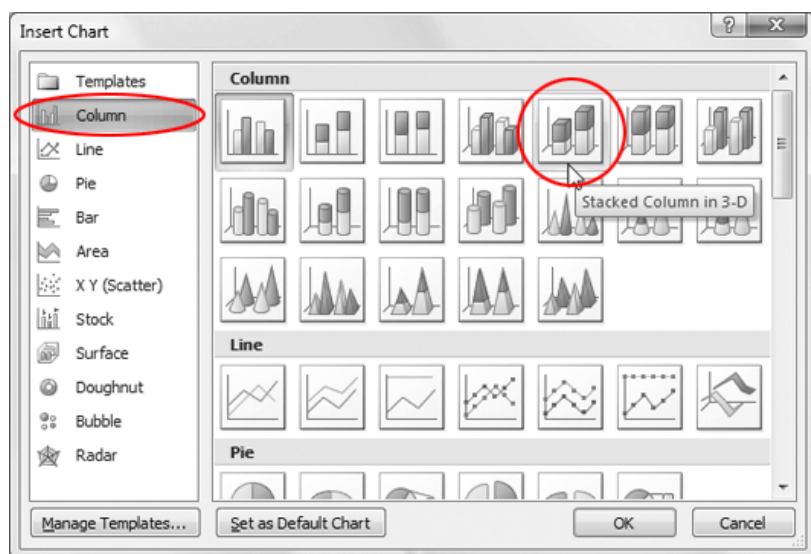 Insert Chart
Templates
Column
Line
Pie
Bar
Area
X Y (Scatter)
Stock
Surface
Doughnut
Bubble
Radar
Column
Stacked Column in 3-D
Line
Pie
Manage Templates...
Set as Default Chart
OK
Cancel